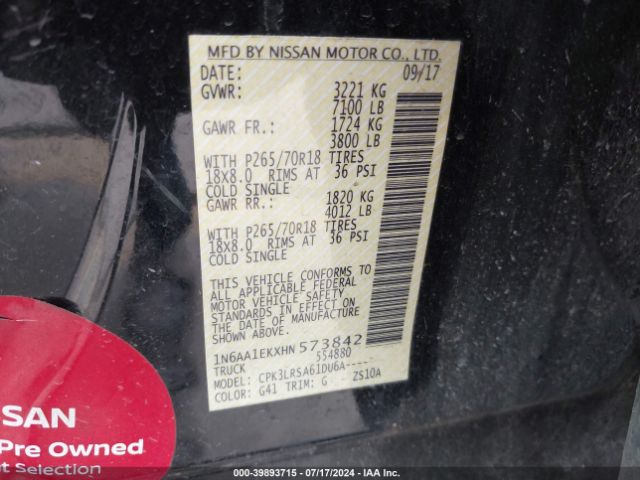 MFD BY NISSAN MOTOR CO., LTD.
DATE: 09/17
GVWR: 3221 KG
7100 LB
GAWR FR.: 1724 KG
3800 LB
WITH P265/70R18 TIRES
18X8.0 RIMS AT 36 PSI
COLD SINGLE
GAWR RR.: 1820 KG
4012 LB
WITH P265/70R18 TIRES
18X8.0 RIMS AT 36 PSI
COLD SINGLE
THIS VEHICLE CONFORMS TO
ALL APPLICABLE FEDERAL
MOTOR VEHICLE SAFETY
STANDARDS IN EFFECT ON
THE DATE OF MANUFACTURE
SHOWN ABOVE.
1N6AA1EKXHN573842
TRUCK 554880
MODEL: CPK3LRSA61DU6A-----
COLOR: G41 TRIM: G ZS10A
SSAN
Pre Owned
t Selection
000-39893715 - 07/17/2024 - IAA Inc.